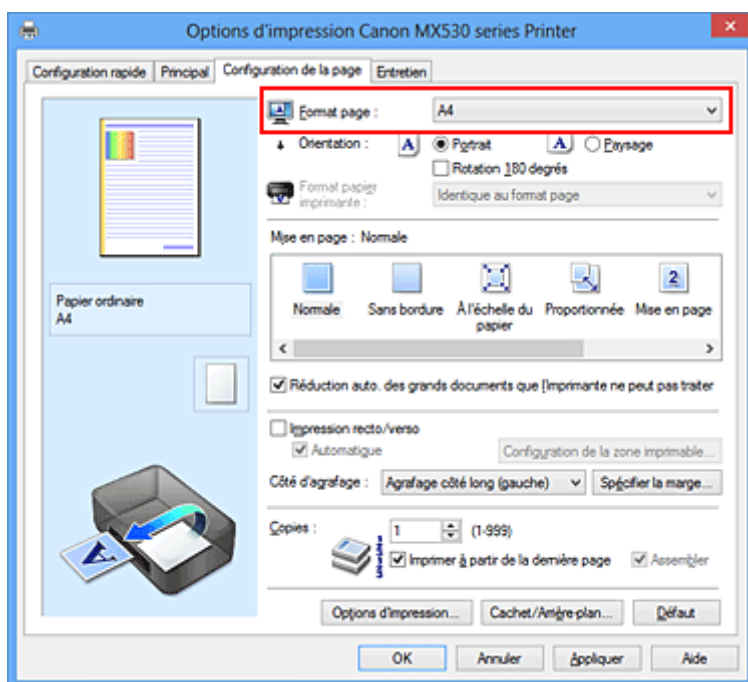 Options d'impression Canon MX530 series Printer
Configuration rapide Principal Configuration de la page Entretien
Format page : A4
Orientation : A Portrait A Paysage
Rotation 180 degrés
Format papier
imprimante : Identique au format page
Mise en page : Normale
2
Normale Sans bordure À l'échelle du Proportionnée Mise en page
papier
Papier ordinaire
A4
Réduction auto. des grands documents que l'imprimante ne peut pas traiter
Impression recto/verso
Automatique Configuration de la zone imprimable...
Côté d'agrafage : Agrafage côté long (gauche) Spécifier la marge...
Copies : 1 (1-999)
Imprimer à partir de la dernière page Assembler
A
Options d'impression... Cachet/Arrière-plan... Défaut
OK Annuler Appliquer Aide